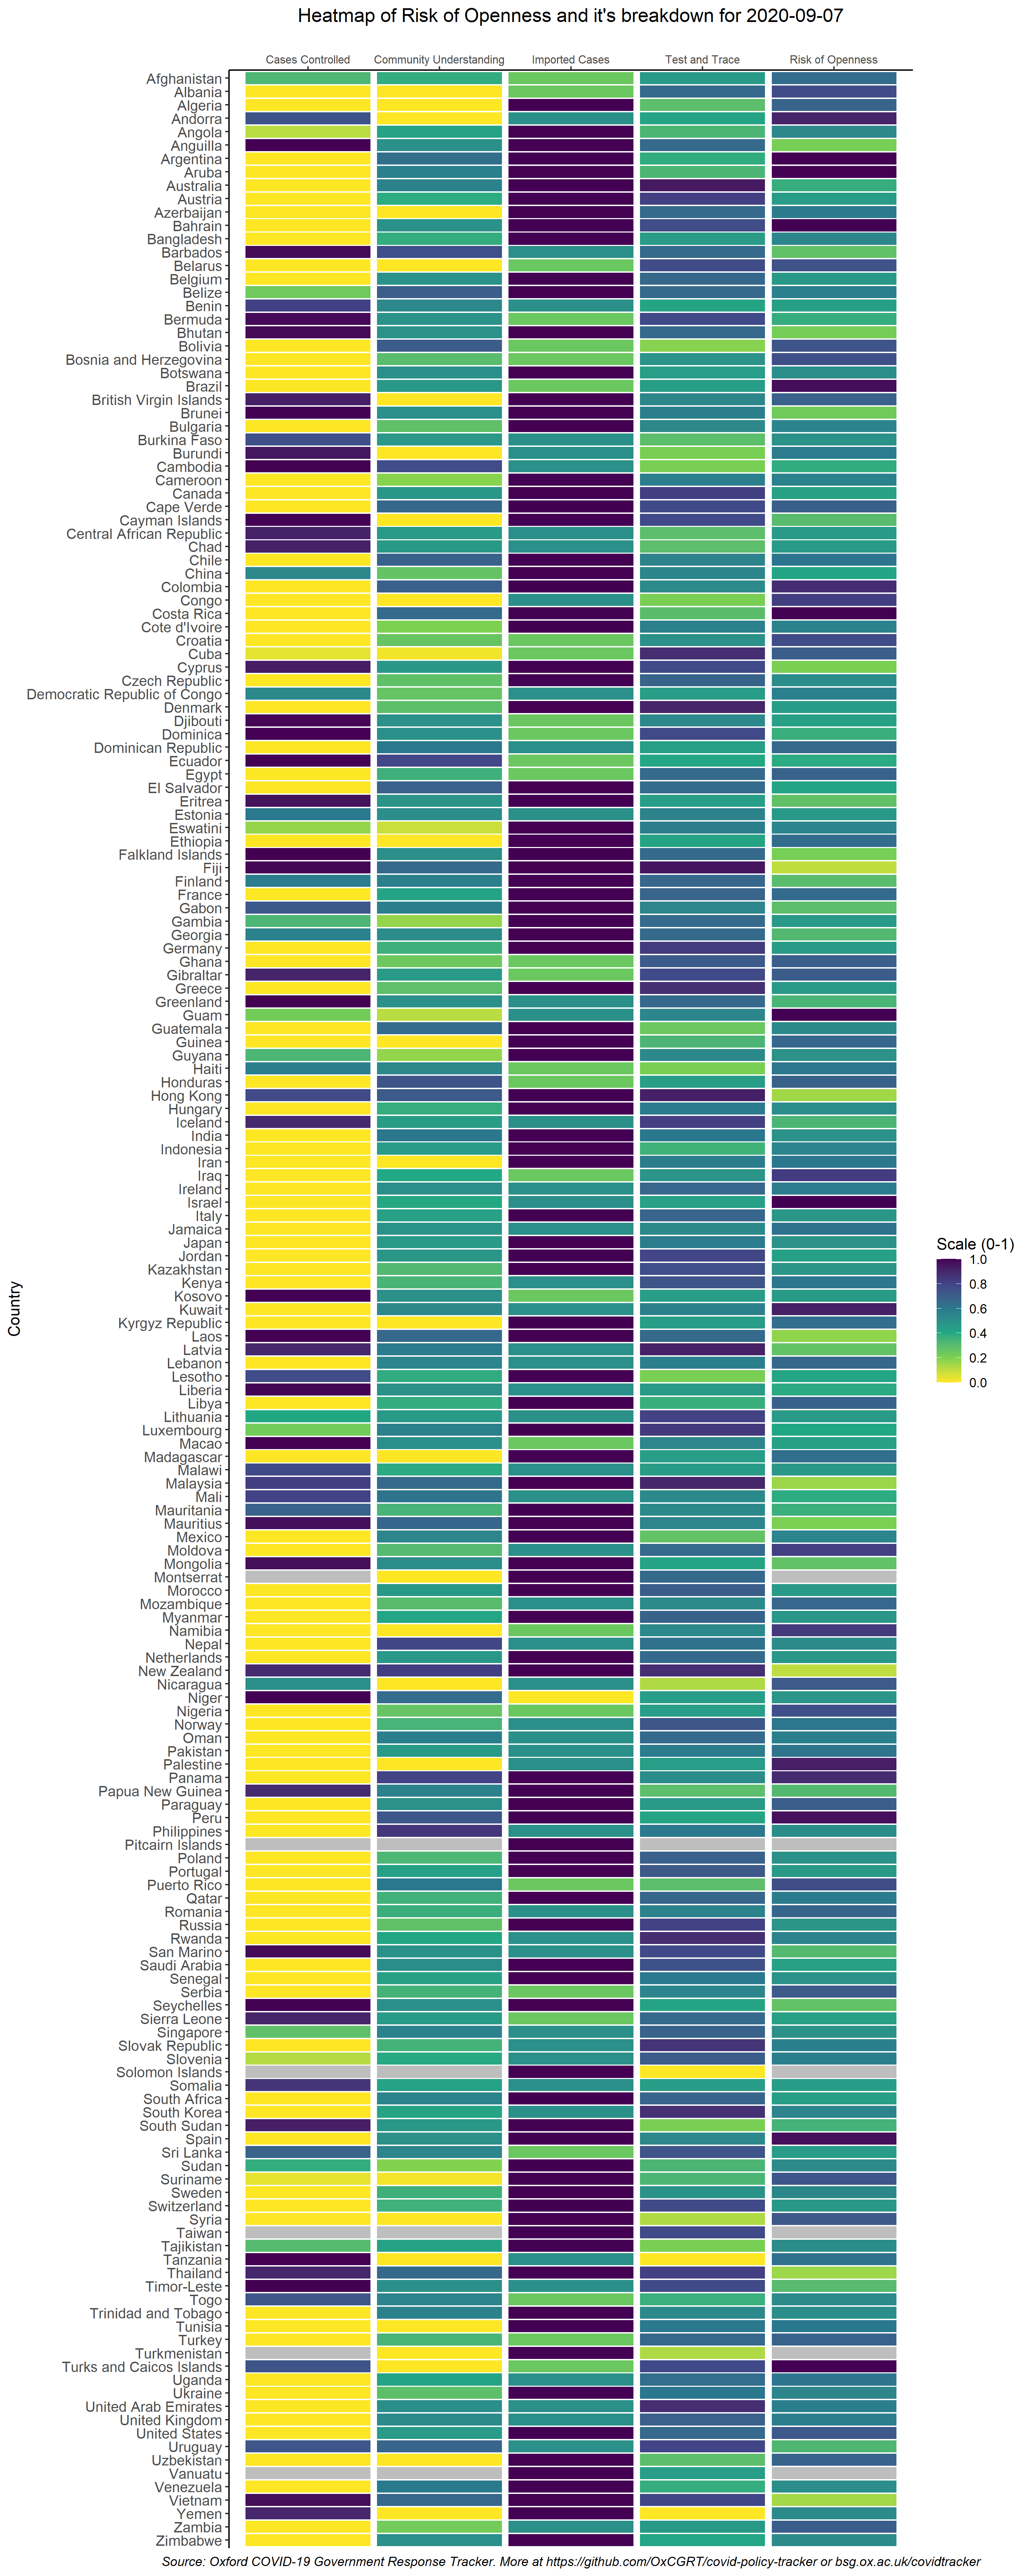 Heatmap of Risk of Openness and it's breakdown for 2020-09-07
Cases Controlled Community Understanding Imported Cases Test and Trace Risk of Openness
Afghanistan
Albania
Algeria
Andorra
Angola
Anguilla
Argentina
Aruba
Australia
Austria
Azerbaijan
Bahrain
Bangladesh
Barbados
Belarus
Belgium
Belize
Benin
Bermuda
Bhutan
Bolivia
Bosnia and Herzegovina
Botswana
Brazil
British Virgin Islands
Brunei
Bulgaria
Burkina Faso
Burundi
Cambodia
Cameroon
Canada
Cape Verde
Cayman Islands
Central African Republic
Chad
Chile
China
Colombia
Congo
Costa Rica
Cote d'Ivoire
Croatia
Cuba
Cyprus
Czech Republic
Democratic Republic of Congo
Denmark
Djibouti
Dominica
Dominican Republic
Ecuador
Egypt
El Salvador
Eritrea
Estonia
Eswatini
Ethiopia
Falkland Islands
Fiji
Finland
France
Gabon
Gambia
Georgia
Germany
Ghana
Gibraltar
Greece
Greenland
Guam
Guatemala
Guinea
Guyana
Haiti
Honduras
Hong Kong
Hungary
Iceland
India
Indonesia
Iran
Iraq
Ireland
Israel
Italy
Jamaica
Japan
Jordan
Kazakhstan
Kenya
Kosovo
Kuwait
Kyrgyz Republic
Laos
Latvia
Lebanon
Lesotho
Liberia
Libya
Lithuania
Luxembourg
Macao
Madagascar
Malawi
Malaysia
Mali
Mauritania
Mauritius
Mexico
Moldova
Mongolia
Montserrat
Morocco
Mozambique
Myanmar
Namibia
Nepal
Netherlands
New Zealand
Nicaragua
Niger
Nigeria
Norway
Oman
Pakistan
Palestine
Panama
Papua New Guinea
Paraguay
Peru
Philippines
Pitcairn Islands
Poland
Portugal
Puerto Rico
Qatar
Romania
Russia
Rwanda
San Marino
Saudi Arabia
Senegal
Serbia
Seychelles
Sierra Leone
Singapore
Slovak Republic
Slovenia
Solomon Islands
Somalia
South Africa
South Korea
South Sudan
Spain
Sri Lanka
Sudan
Suriname
Sweden
Switzerland
Syria
Taiwan
Tajikistan
Tanzania
Thailand
Timor-Leste
Togo
Trinidad and Tobago
Tunisia
Turkey
Turkmenistan
Turks and Caicos Islands
Uganda
Ukraine
United Arab Emirates
United Kingdom
United States
Uruguay
Uzbekistan
Vanuatu
Venezuela
Vietnam
Yemen
Zambia
Zimbabwe
Country
Scale (0-1)
1.0
0.8
0.6
0.4
0.2
0.0
Source: Oxford COVID-19 Government Response Tracker. More at https://github.com/OxCGRT/covid-policy-tracker or bsg.ox.ac.uk/covidtracker